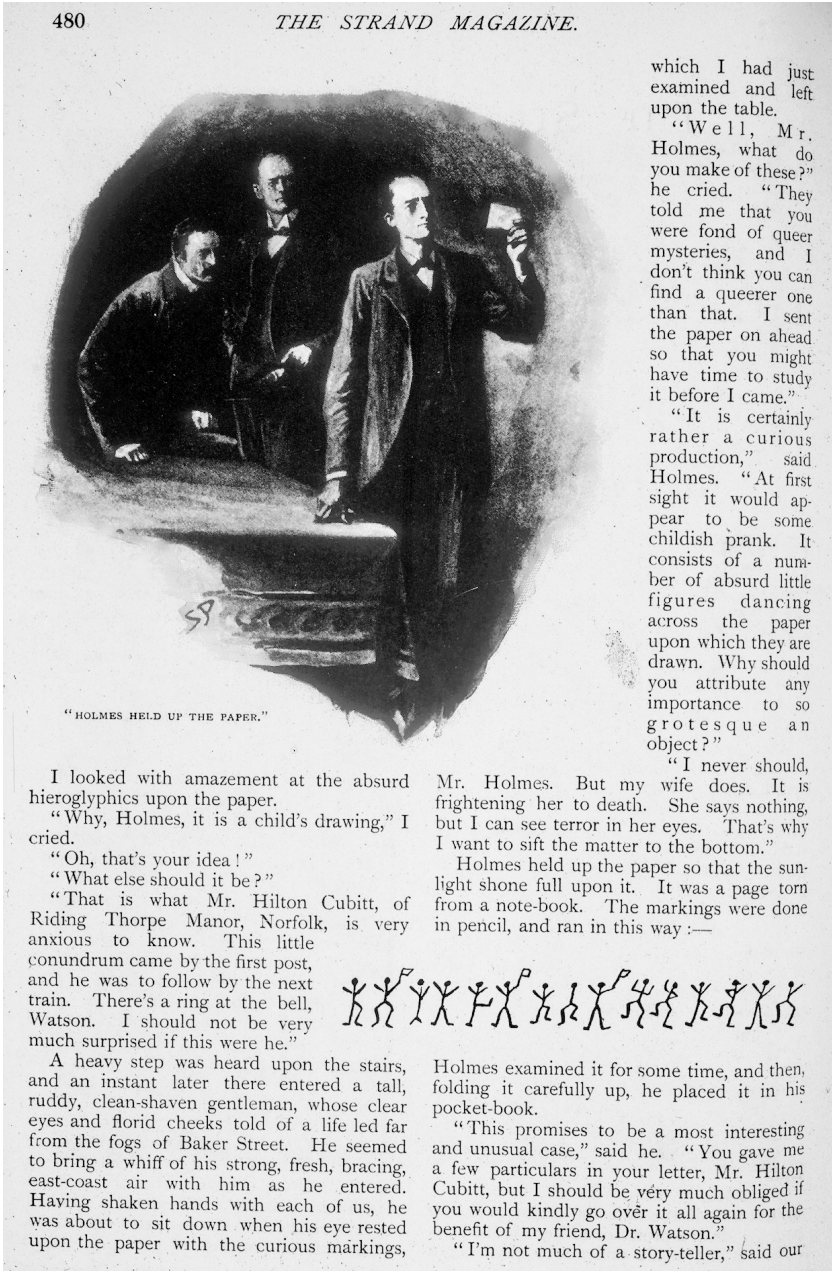 480
THE STRAND MAGAZINE.
SP
"HOLMES HELD UP THE PAPER."
I looked with amazement at the absurd
hieroglyphics upon the paper.
"Why, Holmes, it is a child's drawing," I
cried.
"Oh, that's your idea!"
"What else should it be?"
"That is what Mr. Hilton Cubitt, of
Riding Thorpe Manor, Norfolk, is very
anxious to know. This little
conundrum came by the first post,
and he was to follow by the next
train. There's a ring at the bell,
Watson. I should not be very
much surprised if this were he."
A heavy step was heard upon the stairs,
and an instant later there entered a tall,
ruddy, clean-shaven gentleman, whose clear
eyes and florid cheeks told of a life led far
from the fogs of Baker Street. He seemed
to bring a whiff of his strong, fresh, bracing,
east-coast air with him as he entered.
Having shaken hands with each of us, he
was about to sit down when his eye rested
upon the paper with the curious markings,
which I had just
examined and left
upon the table.
"Well, Mr.
Holmes, what do
you make of these?"
he cried. "They
told me that you
were fond of queer
mysteries, and I
don't think you can
find a queerer one
than that. I sent
the paper on ahead
so that you might
have time to study
it before I came."
"It is certainly
rather a curious
production," said
Holmes. "At first
sight it would ap-
pear to be some
childish prank. It
consists of a num-
ber of absurd little
figures dancing
across the paper
upon which they are
drawn. Why should
you attribute any
importance to so
grotesque an
object?"
"I never should,
Mr. Holmes. But my wife does. It is
frightening her to death. She says nothing,
but I can see terror in her eyes. That's why
I want to sift the matter to the bottom."
Holmes held up the paper so that the sun-
light shone full upon it. It was a page torn
from a note-book. The markings were done
in pencil, and ran in this way:—
Holmes examined it for some time, and then,
folding it carefully up, he placed it in his
pocket-book.
"This promises to be a most interesting
and unusual case," said he. "You gave me
a few particulars in your letter, Mr. Hilton
Cubitt, but I should be very much obliged if
you would kindly go over it all again for the
benefit of my friend, Dr. Watson."
"I'm not much of a story-teller," said our